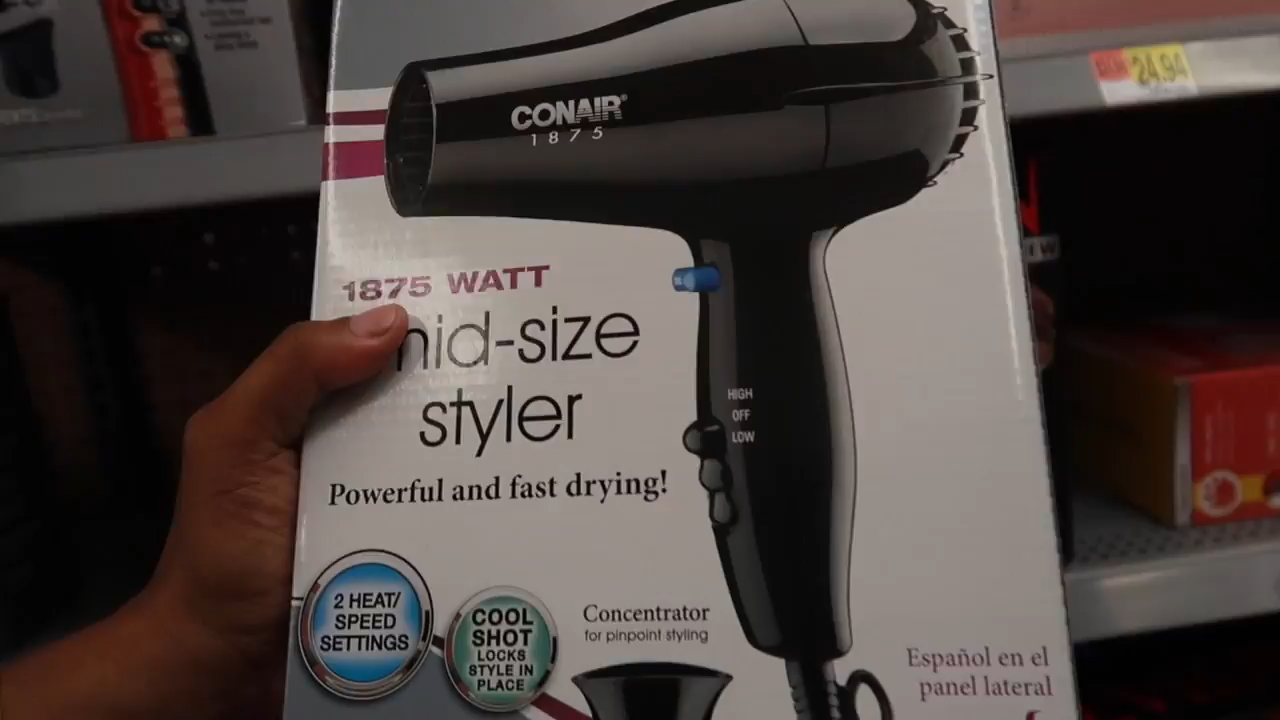 24.94
CONAIR®
1875
1875 WATT
mid-size
styler
Powerful and fast drying!
HIGH
OFF
LOW
2 HEAT/
SPEED
SETTINGS
COOL
SHOT
LOCKS
STYLE IN
PLACE
Concentrator
for pinpoint styling
Español en el
panel lateral